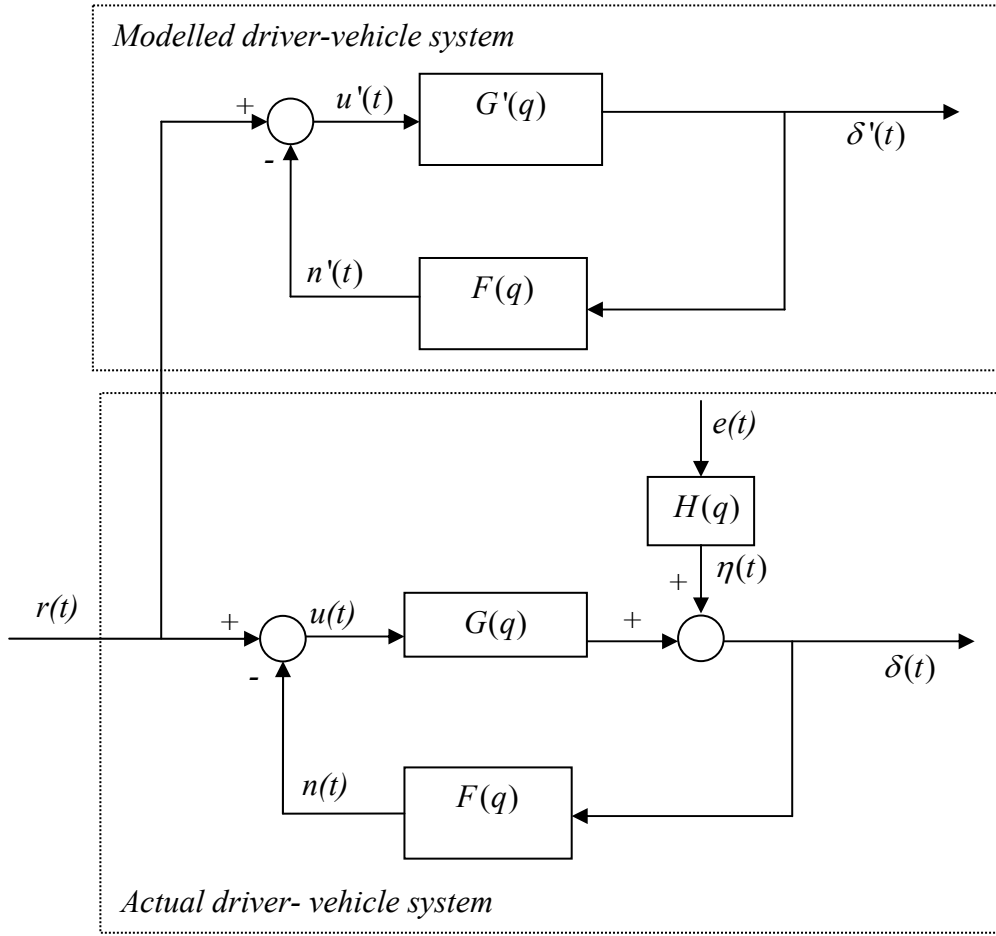 Modelled driver-vehicle system
+
u'(t)
G'(q)
δ'(t)
-
n'(t)
F(q)
e(t)
H(q)
η(t)
+
r(t)
+
u(t)
G(q)
+
δ(t)
-
n(t)
F(q)
Actual driver- vehicle system